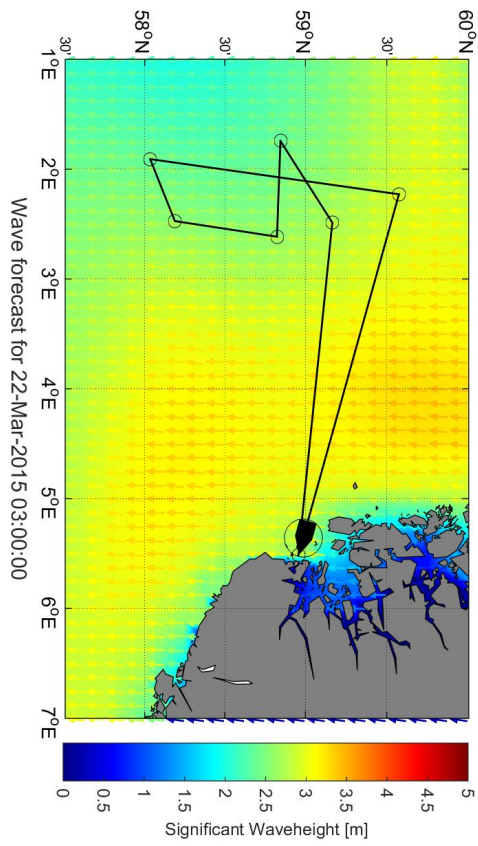 58°N
59°N
60°N
30'
30'
30'
1°E
2°E
3°E
4°E
5°E
6°E
7°E
Wave forecast for 22-Mar-2015 03:00:00
0
0.5
1
1.5
2
2.5
3
3.5
4
4.5
5
Significant Waveheight [m]